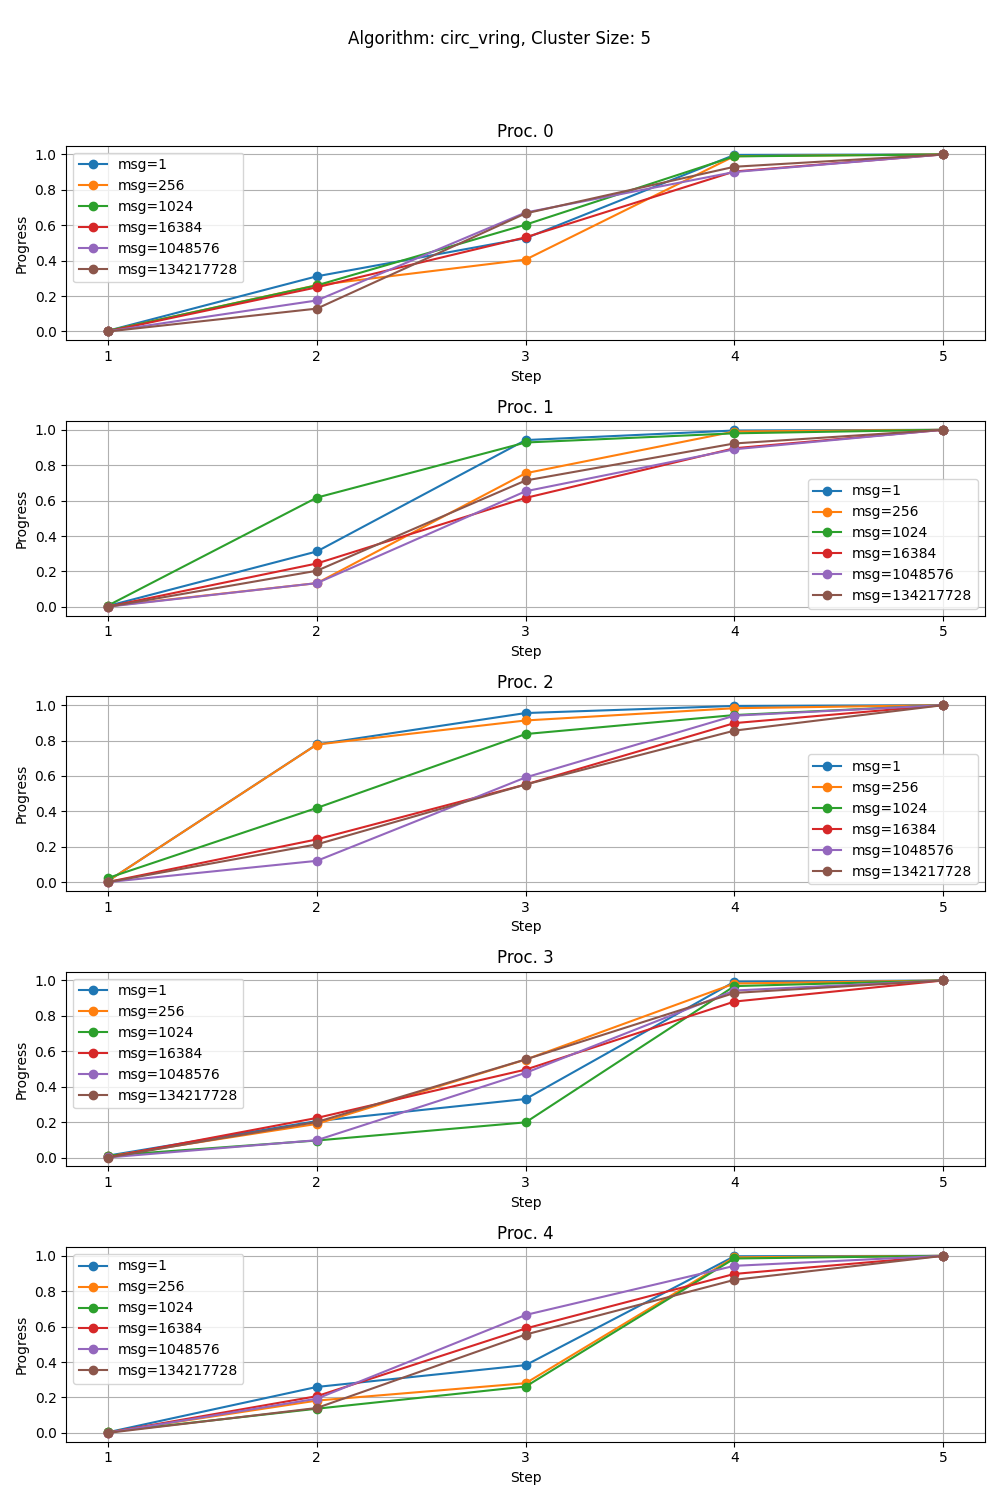 Algorithm: circ_vring, Cluster Size: 5
Proc. 0
1.0
0.8
0.6
0.4
0.2
0.0
Progress
msg=1
msg=256
msg=1024
msg=16384
msg=1048576
msg=134217728
1 2 3 4 5
Step
Proc. 1
1.0
0.8
0.6
0.4
0.2
0.0
Progress
msg=1
msg=256
msg=1024
msg=16384
msg=1048576
msg=134217728
1 2 3 4 5
Step
Proc. 2
1.0
0.8
0.6
0.4
0.2
0.0
Progress
msg=1
msg=256
msg=1024
msg=16384
msg=1048576
msg=134217728
1 2 3 4 5
Step
Proc. 3
1.0
0.8
0.6
0.4
0.2
0.0
Progress
msg=1
msg=256
msg=1024
msg=16384
msg=1048576
msg=134217728
1 2 3 4 5
Step
Proc. 4
1.0
0.8
0.6
0.4
0.2
0.0
Progress
msg=1
msg=256
msg=1024
msg=16384
msg=1048576
msg=134217728
1 2 3 4 5
Step